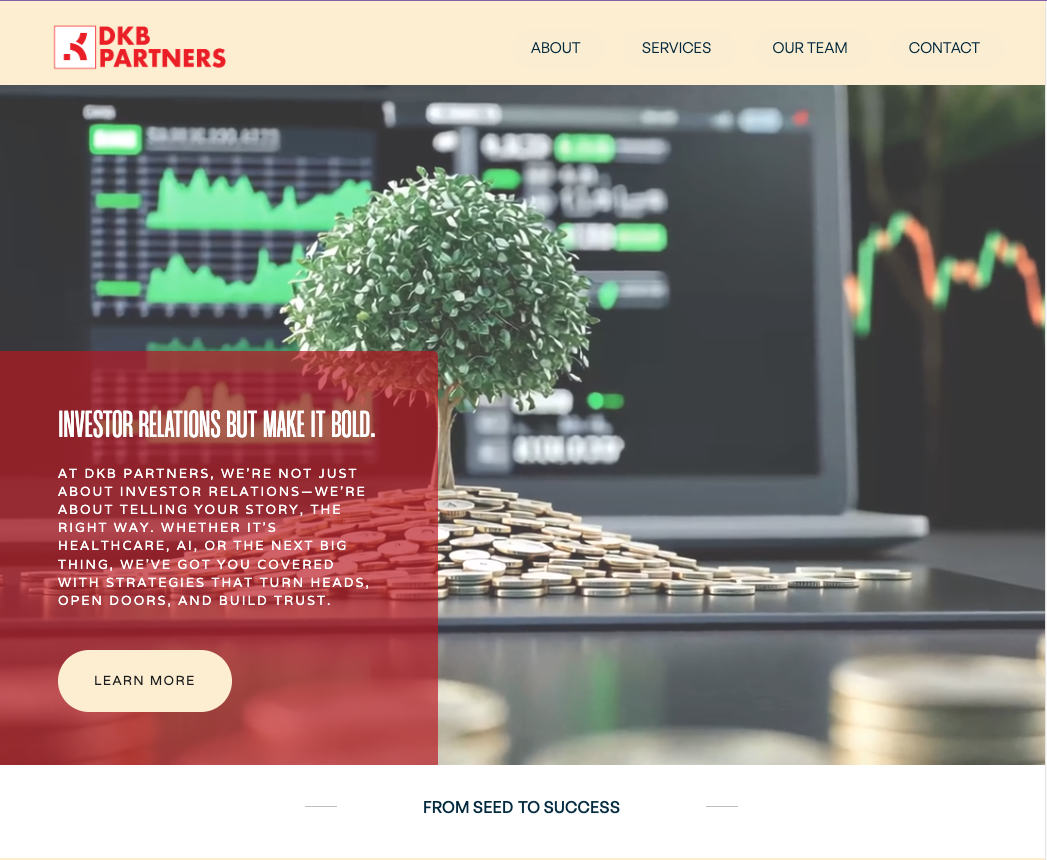 DKB
PARTNERS
ABOUT
SERVICES
OUR TEAM
CONTACT
INVESTOR RELATIONS BUT MAKE IT BOLD.
AT DKB PARTNERS, WE'RE NOT JUST
ABOUT INVESTOR RELATIONS—WE'RE
ABOUT TELLING YOUR STORY, THE
RIGHT WAY. WHETHER IT'S
HEALTHCARE, AI, OR THE NEXT BIG
THING, WE'VE GOT YOU COVERED
WITH STRATEGIES THAT TURN HEADS,
OPEN DOORS, AND BUILD TRUST.
LEARN MORE
FROM SEED TO SUCCESS